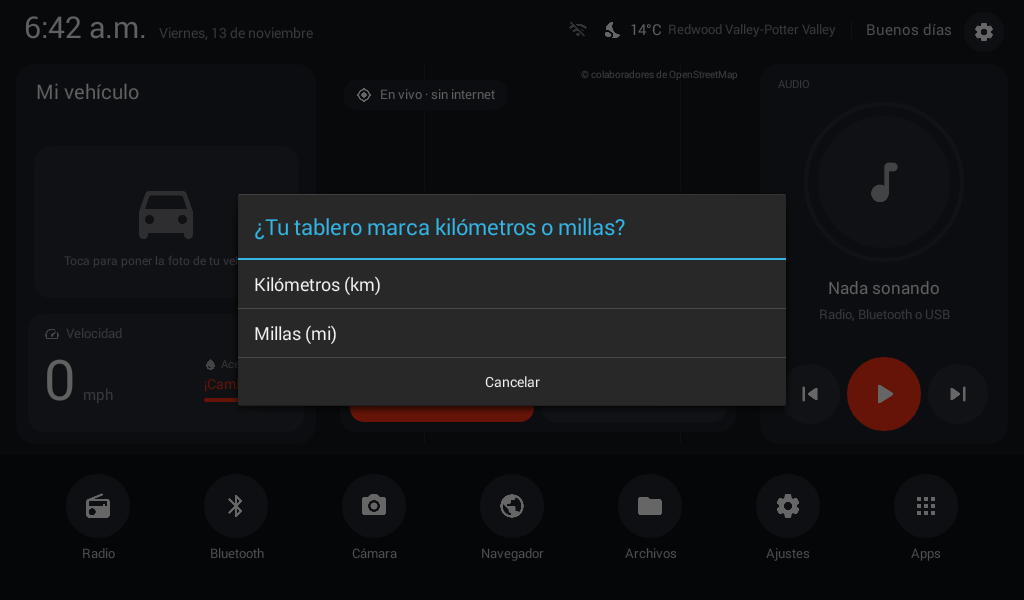 6:42 a.m.
Viernes, 13 de noviembre
14°C
Redwood Valley-Potter Valley
Buenos días
Mi vehículo
© colaboradores de OpenStreetMap
En vivo · sin internet
AUDIO
¿Tu tablero marca kilómetros o millas?
Kilómetros (km)
Millas (mi)
Cancelar
Toca para poner la foto de tu
Velocidad
0 mph
Nada sonando
Radio, Bluetooth o USB
Radio
Bluetooth
Cámara
Navegador
Archivos
Ajustes
Apps